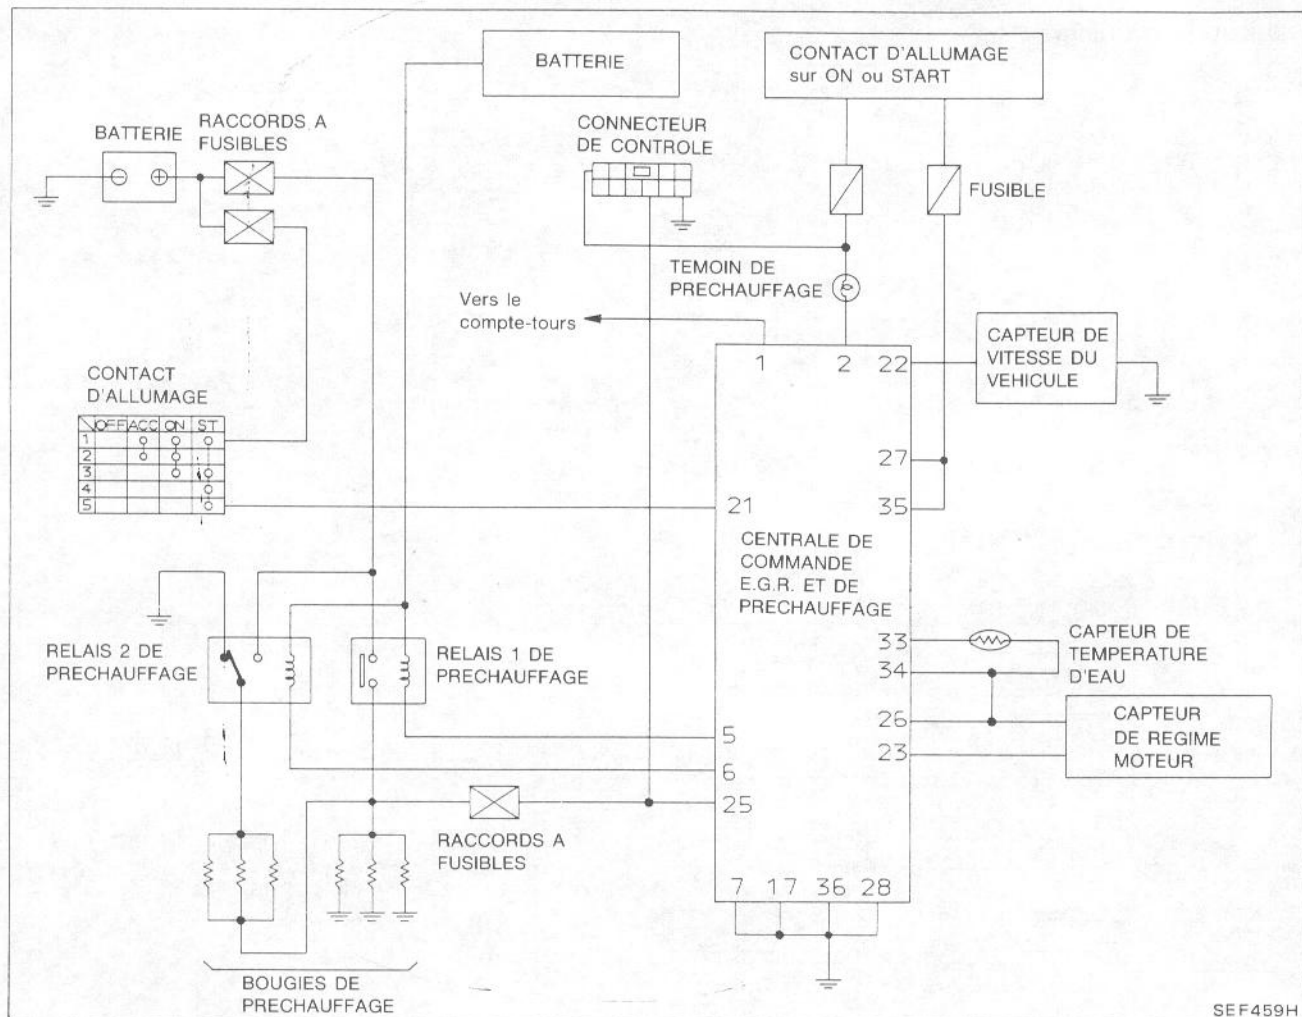 BATTERIE
CONTACT D'ALLUMAGE
sur ON ou START
BATTERIE
RACCORDS A
FUSIBLES
CONNECTEUR
DE CONTROLE
FUSIBLE
TEMOIN DE
PRECHAUFFAGE
Vers le
compte-tours
1
2
22
CAPTEUR DE
VITESSE DU
VEHICULE
CONTACT
D'ALLUMAGE
OFF ACC ON ST
1
2
3
4
5
27
21
35
CENTRALE DE
COMMANDE
E.G.R. ET DE
PRECHAUFFAGE
33
34
CAPTEUR DE
TEMPERATURE
D'EAU
RELAIS 2 DE
PRECHAUFFAGE
RELAIS 1 DE
PRECHAUFFAGE
26
23
CAPTEUR
DE REGIME
MOTEUR
5
6
25
RACCORDS A
FUSIBLES
7 17 36 28
BOUGIES DE
PRECHAUFFAGE
SEF459H